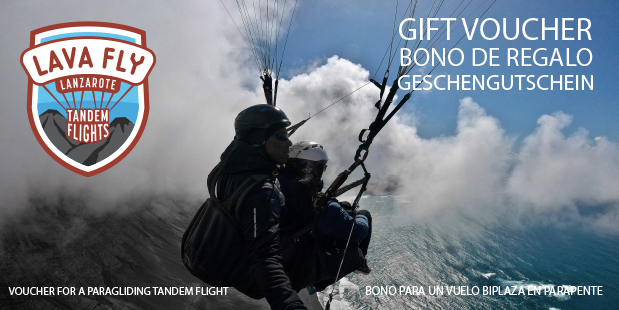 LAVA FLY
LANZAROTE
TANDEM
FLIGHTS
GIFT VOUCHER
BONO DE REGALO
GESCHENGUTSCHEIN
VOUCHER FOR A PARAGLIDING TANDEM FLIGHT
BONO PARA UN VUELO BIPLAZA EN PARAPENTE